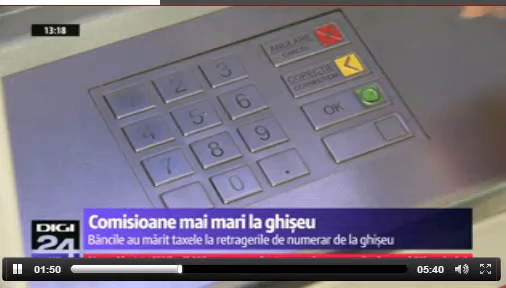 13:18
1 2 3 ANULARE
CANCEL
4 5 6 CORECTIE
CORRECTION
7 8 9 OK
0 .
Comisioane mai mari la ghișeu
Băncile au mărit taxele la retragerile de numerar de la ghișeu
DIGI
24
01:50 05:40